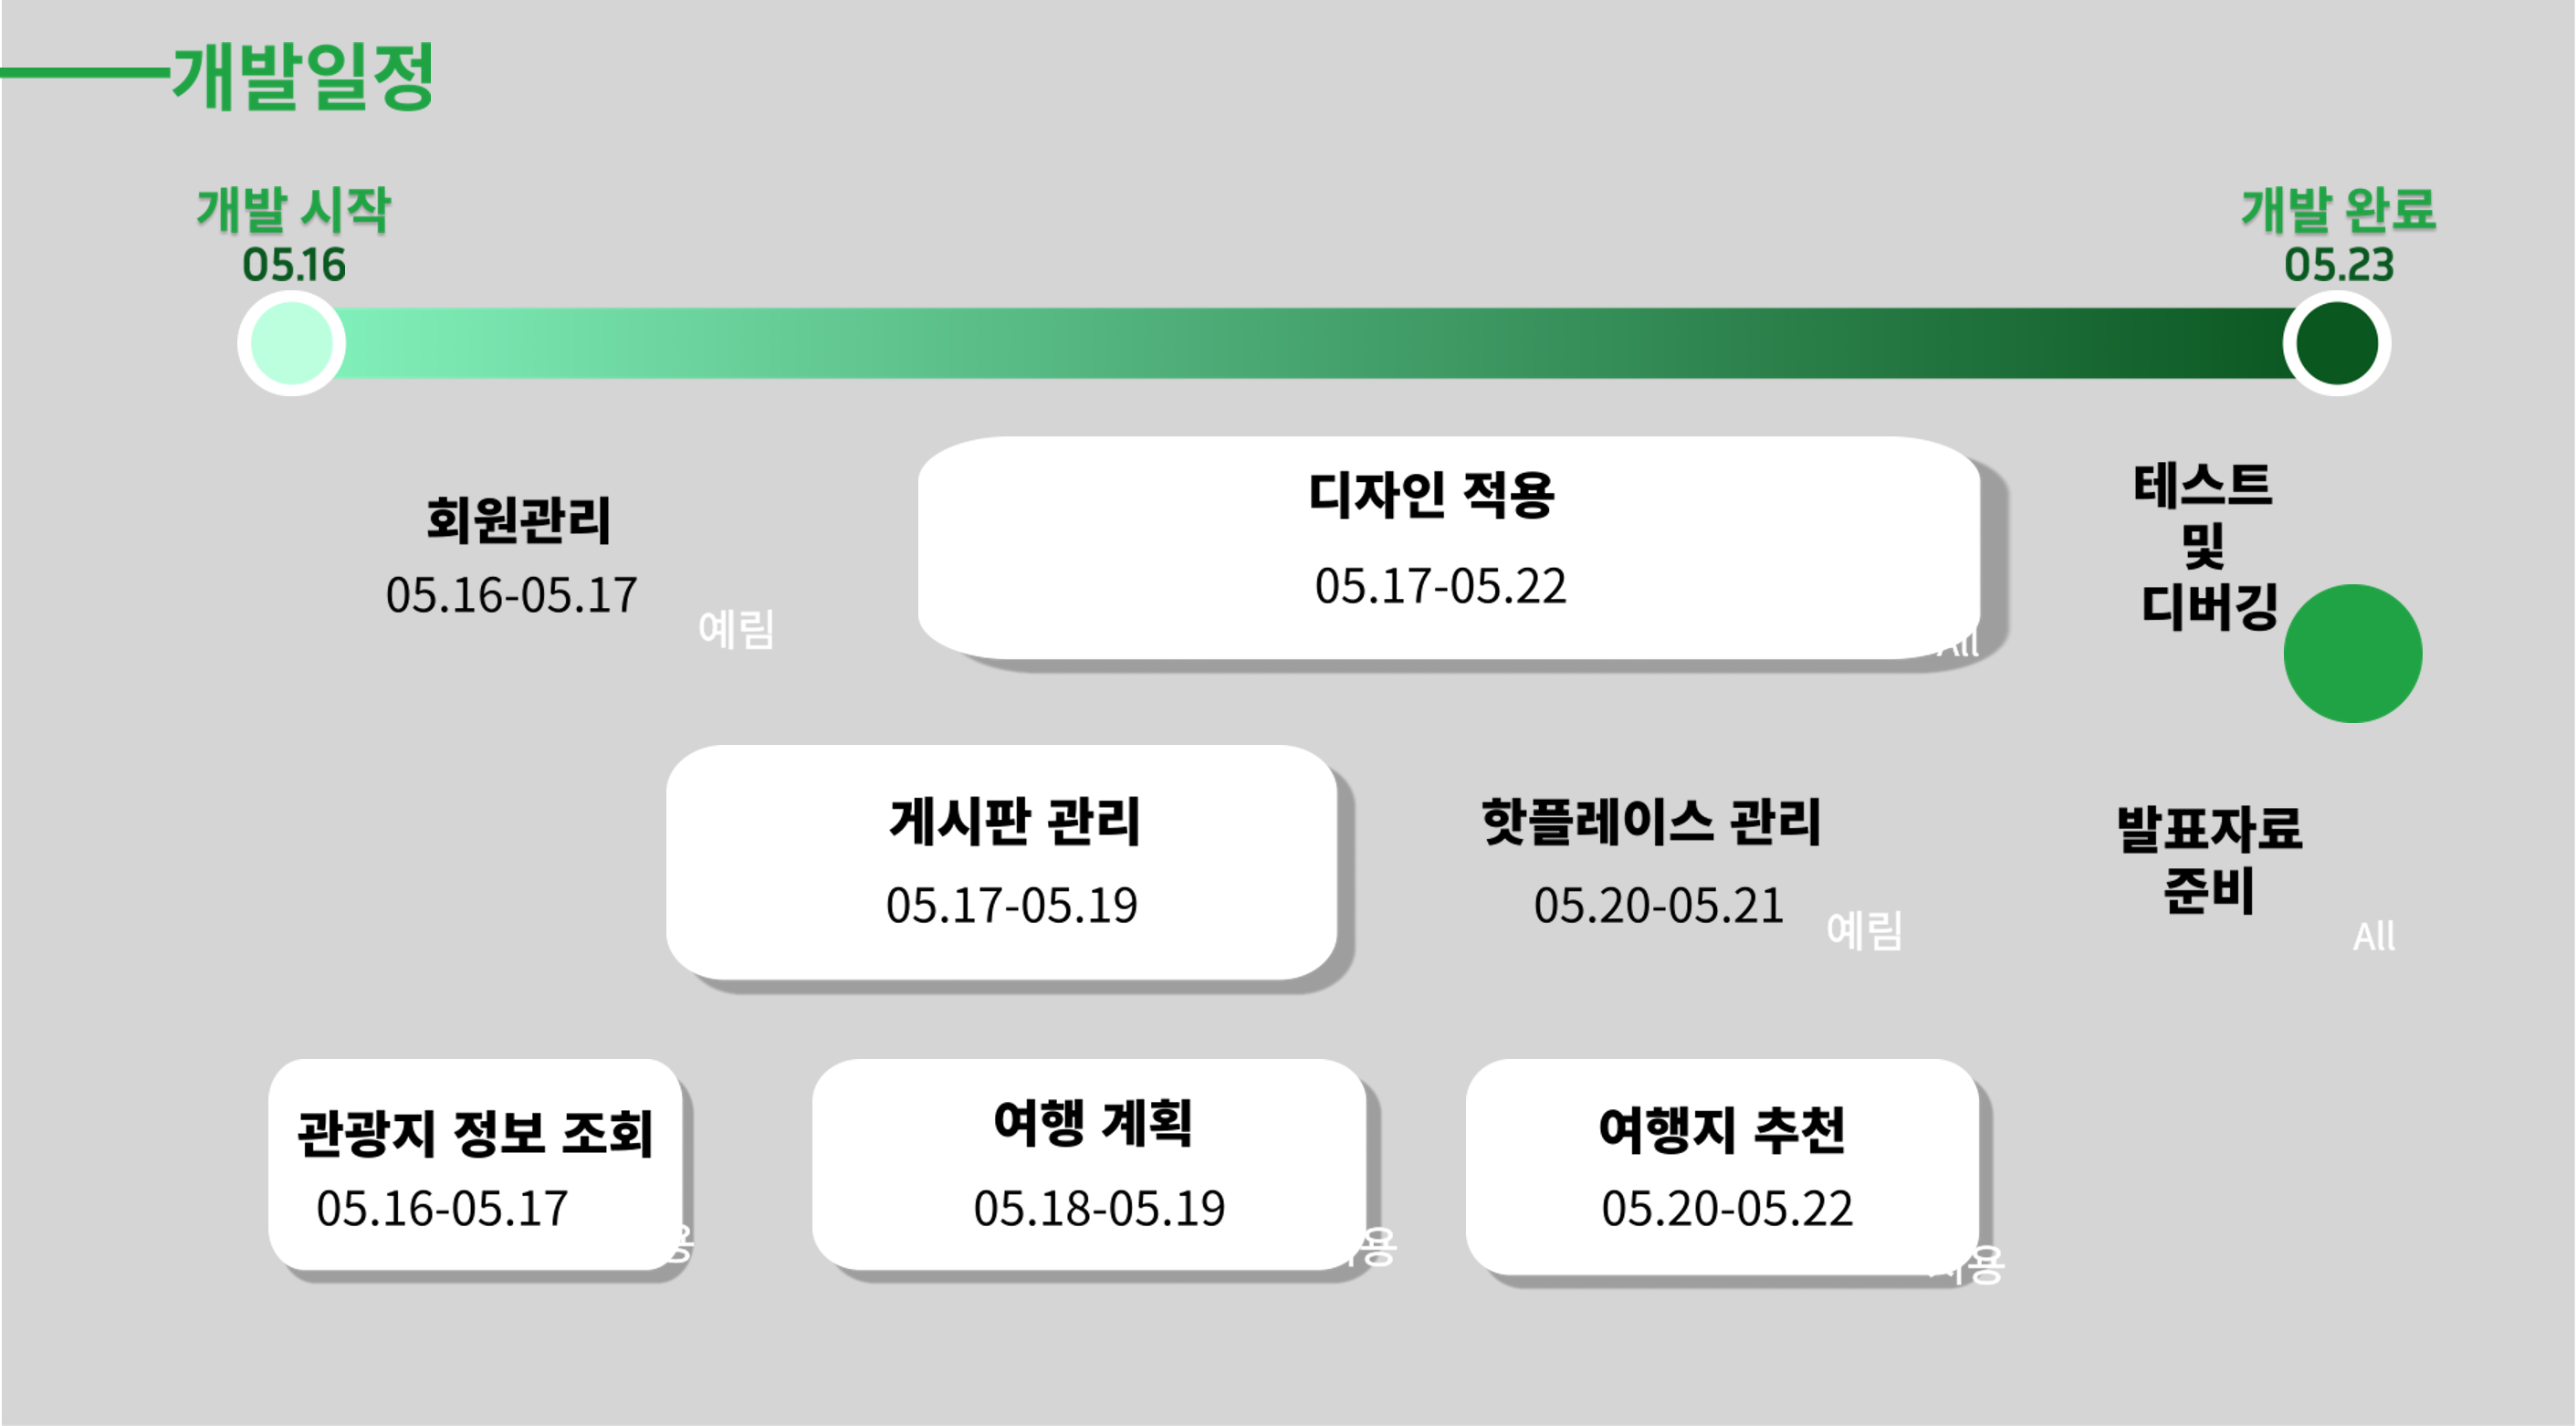 개발일정
개발 시작
05.16
개발 완료
05.23
회원관리
05.16-05.17
예림
디자인 적용
05.17-05.22
All
테스트
및
디버깅
게시판 관리
05.17-05.19
핫플레이스 관리
05.20-05.21
예림
발표자료
준비
All
관광지 정보 조회
05.16-05.17
여행 계획
05.18-05.19
여행지 추천
05.20-05.22